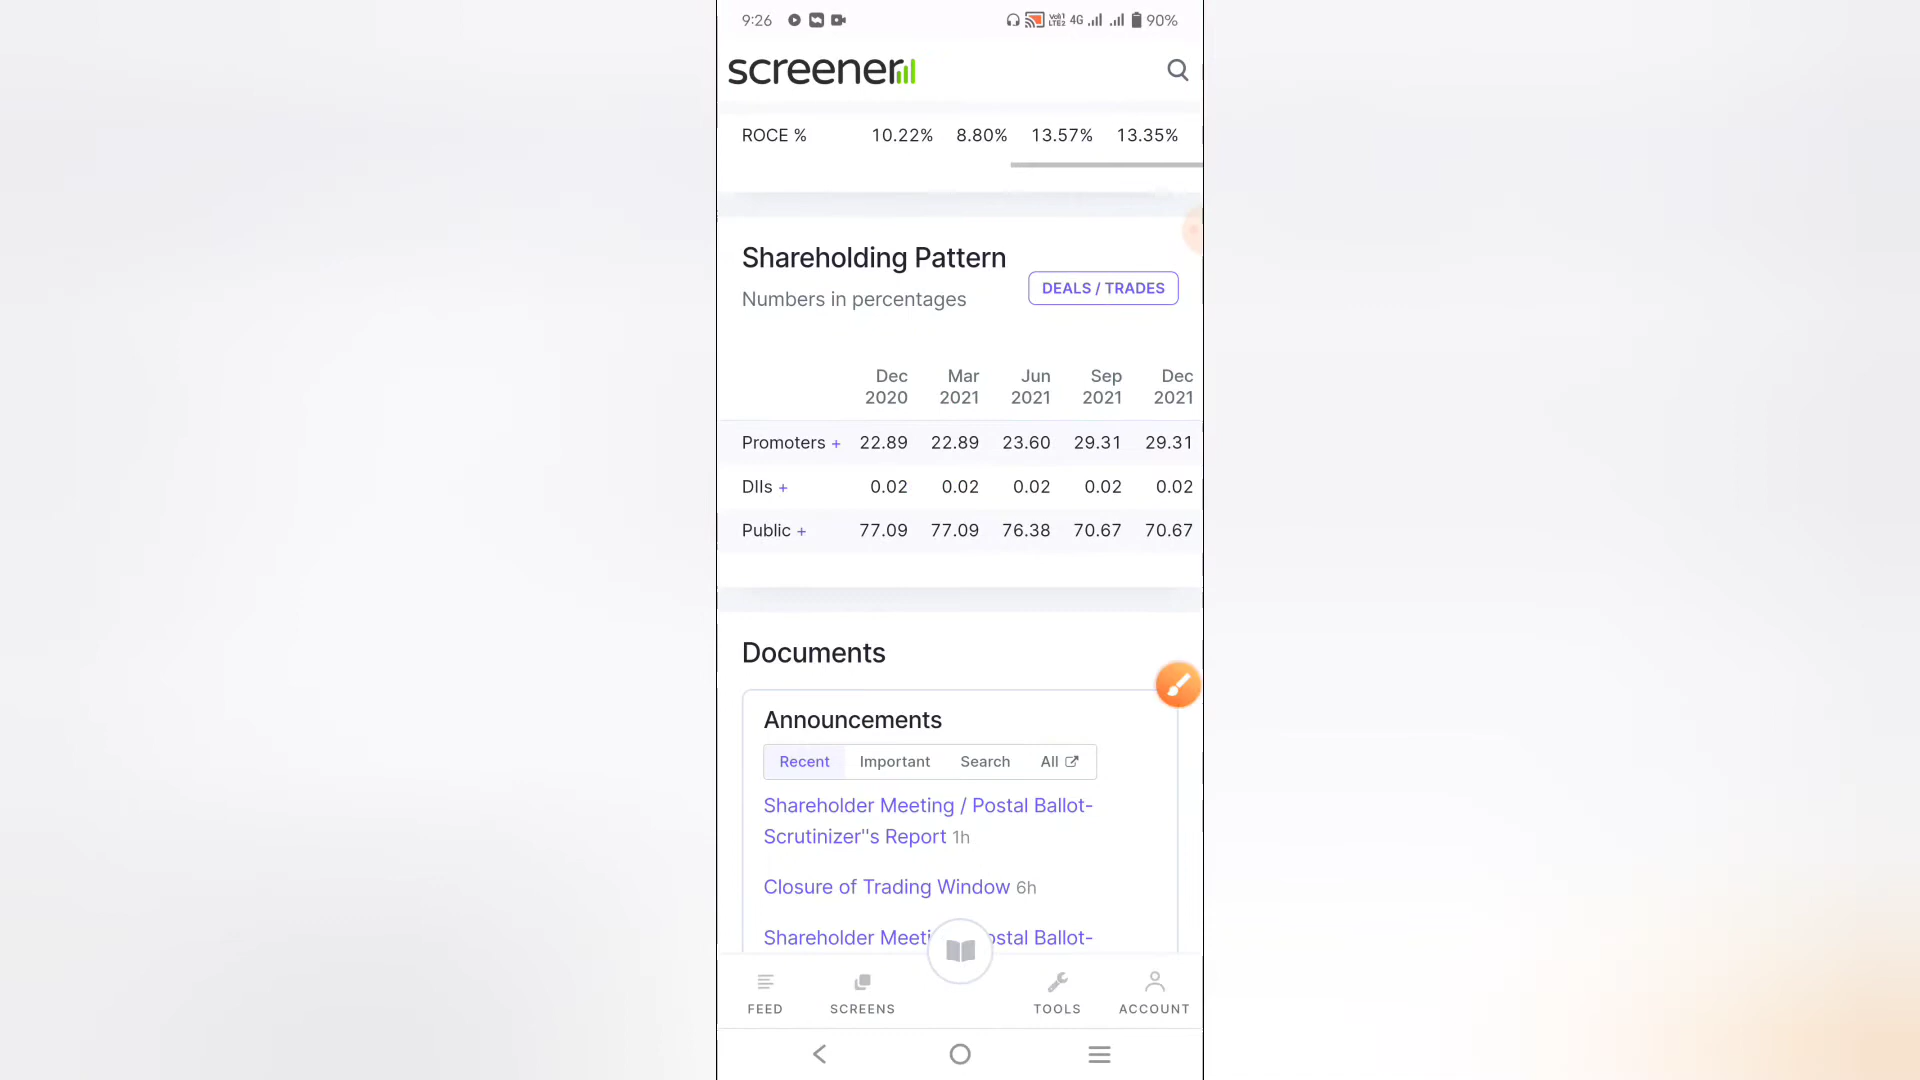 9:26 4G 90%
screener
ROCE % 10.22% 8.80% 13.57% 13.35%
Shareholding Pattern
Numbers in percentages
DEALS / TRADES
Dec 2020 Mar 2021 Jun 2021 Sep 2021 Dec 2021
Promoters + 22.89 22.89 23.60 29.31 29.31
DIIs + 0.02 0.02 0.02 0.02 0.02
Public + 77.09 77.09 76.38 70.67 70.67
Documents
Announcements
Recent Important Search All
Shareholder Meeting / Postal Ballot-
Scrutinizer"s Report 1h
Closure of Trading Window 6h
Shareholder ostal Ballot-
FEED SCREENS TOOLS ACCOUNT